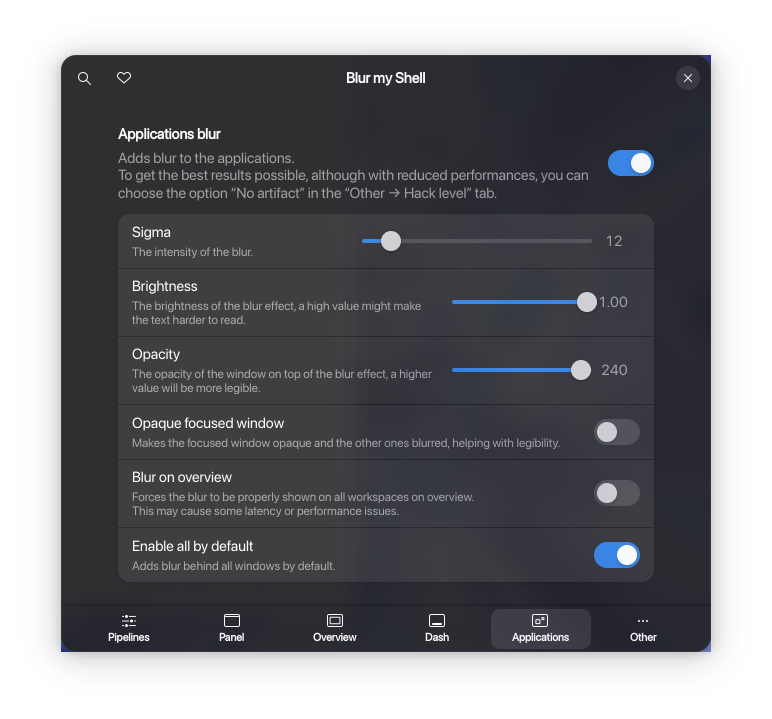 Blur my Shell
Applications blur
Adds blur to the applications.
To get the best results possible, although with reduced performances, you can
choose the option “No artifact” in the “Other → Hack level” tab.
Sigma
The intensity of the blur.
12
Brightness
The brightness of the blur effect, a high value might make
the text harder to read.
1.00
Opacity
The opacity of the window on top of the blur effect, a higher
value will be more legible.
240
Opaque focused window
Makes the focused window opaque and the other ones blurred, helping with legibility.
Blur on overview
Forces the blur to be properly shown on all workspaces on overview.
This may cause some latency or performance issues.
Enable all by default
Adds blur behind all windows by default.
Pipelines
Panel
Overview
Dash
Applications
Other